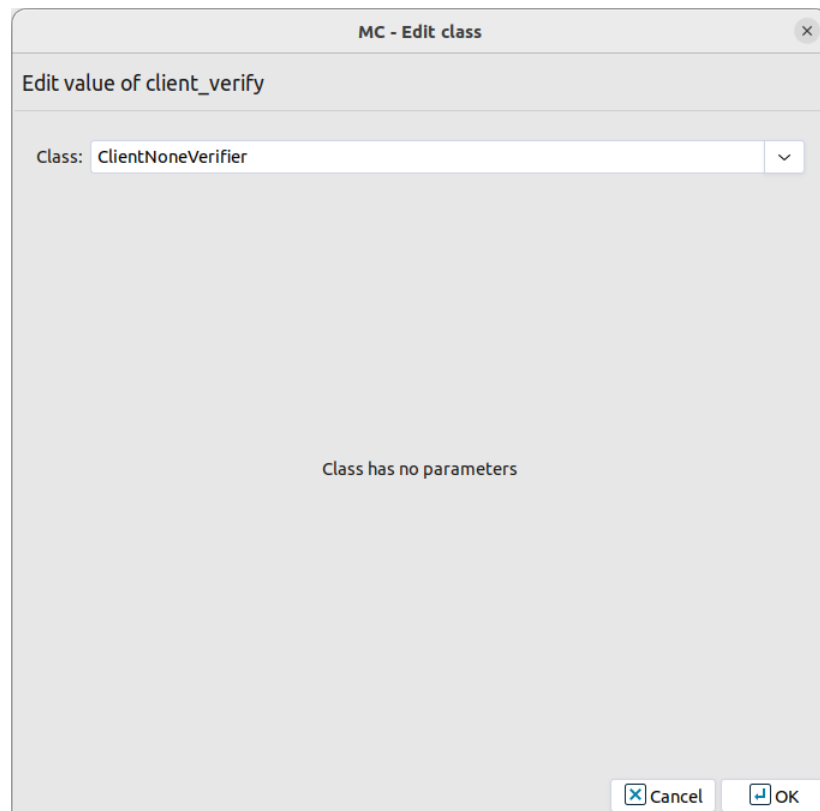 MC - Edit class
Edit value of client_verify
Class: ClientNoneVerifier
Class has no parameters
Cancel OK